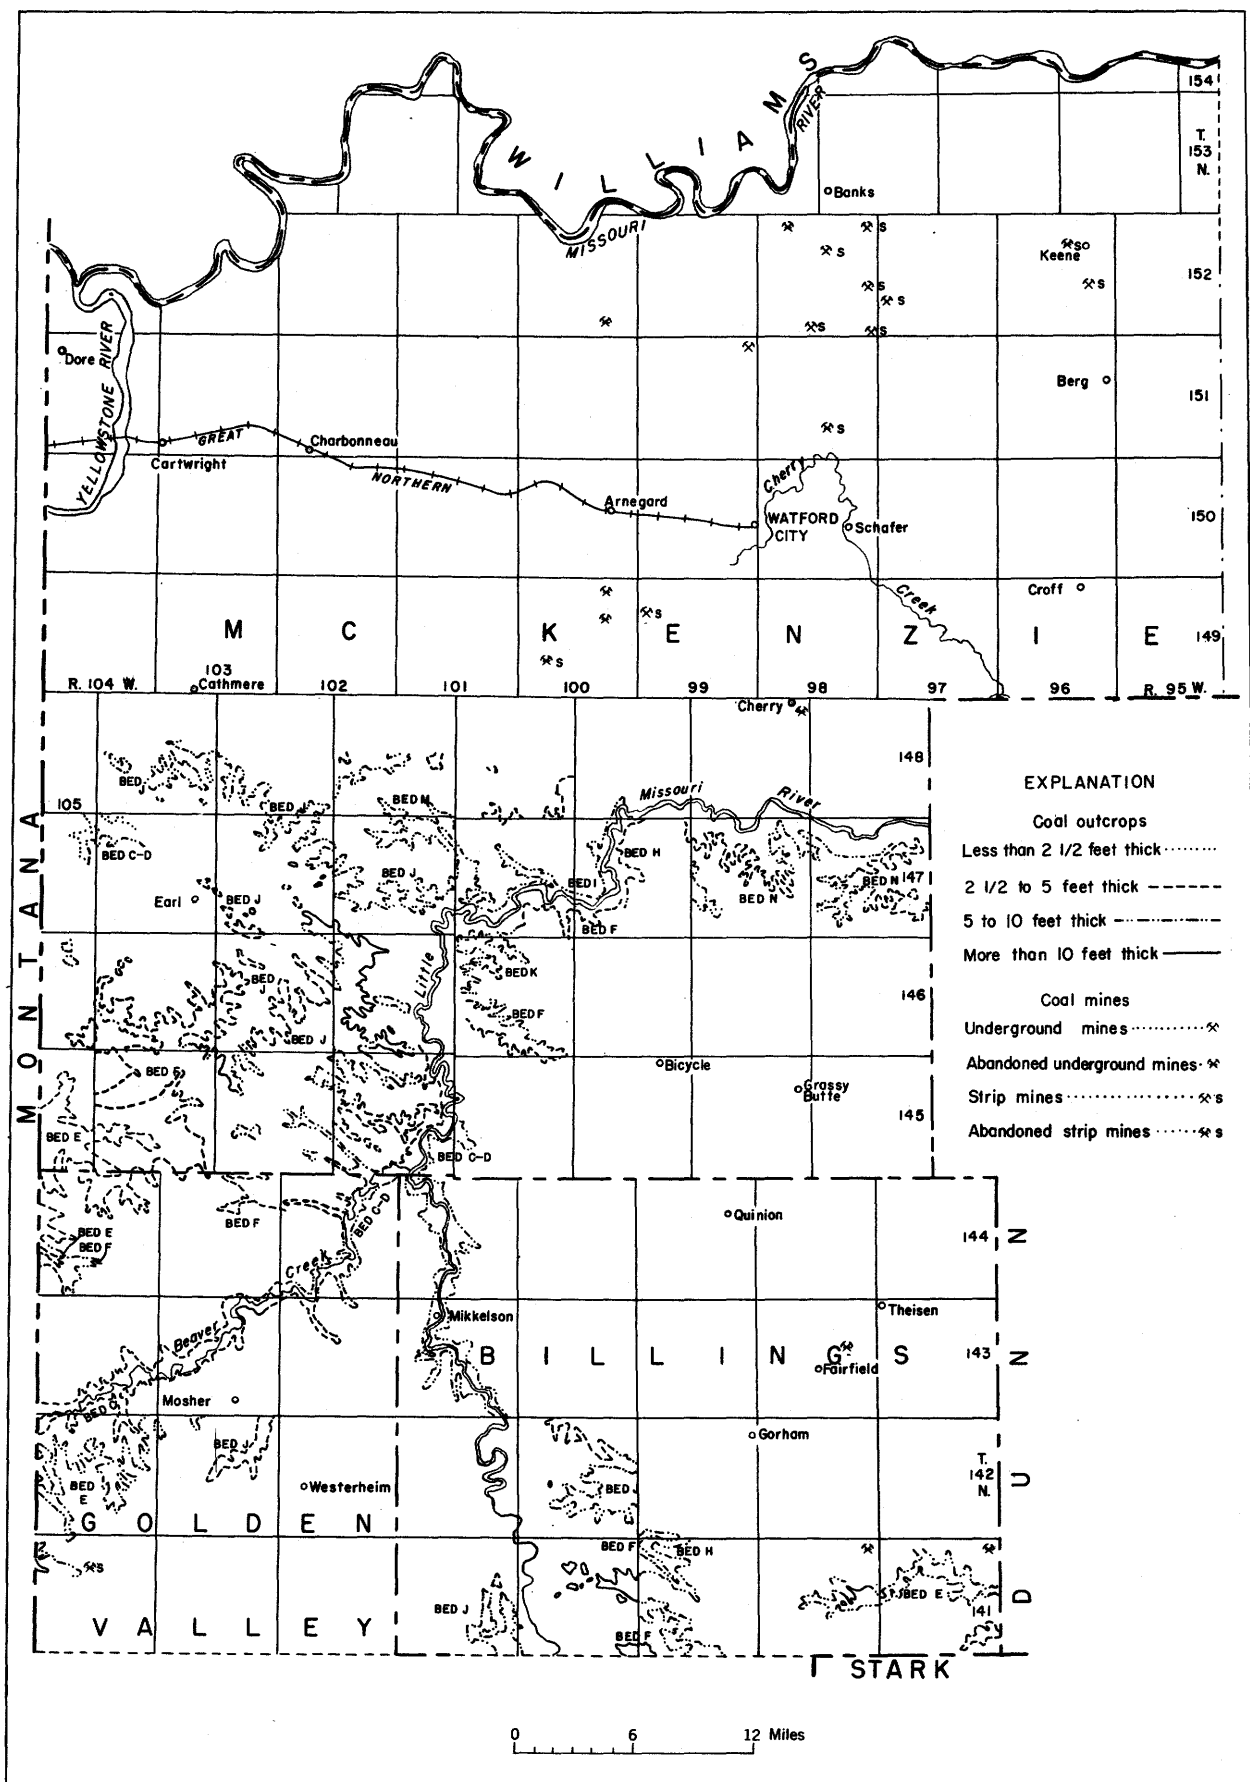 WILLIAMS
154
RIVER
T.
153
N.
Banks
MISSOURI
S
S
so
Keene
152
S
S
S
S
S
Dore
YELLOWSTONE RIVER
Berg
151
S
GREAT
Charbonneau
Cartwright
NORTHERN
Cherry
Arnegard
WATFORD
CITY
Schafer
150
Croff
Creek
S
MC KENZIE
149
S
103
R. 104 W.
Cathmere
102
101
100
99
98
97
96
R. 95 W.
Cherry
148
BED
EXPLANATION
Missouri
River
105
BED J
BED M
Coal outcrops
Less than 2 1/2 feet thick
BED C-D
BED H
2 1/2 to 5 feet thick
BED J
BED I
BED N
147
Earl
BED J
BED N
5 to 10 feet thick
BED F
More than 10 feet thick
MONTANA
Little
BED K
BED
J
146
Coal mines
BED F
Underground mines
BED J
Bicycle
Abandoned underground mines
BED
Grassy
Butte
Strip mines S
145
BED E
Abandoned strip mines S
BED C-D
BED C-D
BED F
Quinion
BED E
BED F
144
Creek
Theisen
Mikkelson
Beaver
BILLINGS
143
Fairfield
Mosher
BED
Gorham
BED J
T.
142
N.
BED
E
Westerheim
BED J
GOLDEN
BED F
BED H
S
BED E
BED J
141
VALLEY
BED F
DUNN
STARK
0
6
12 Miles